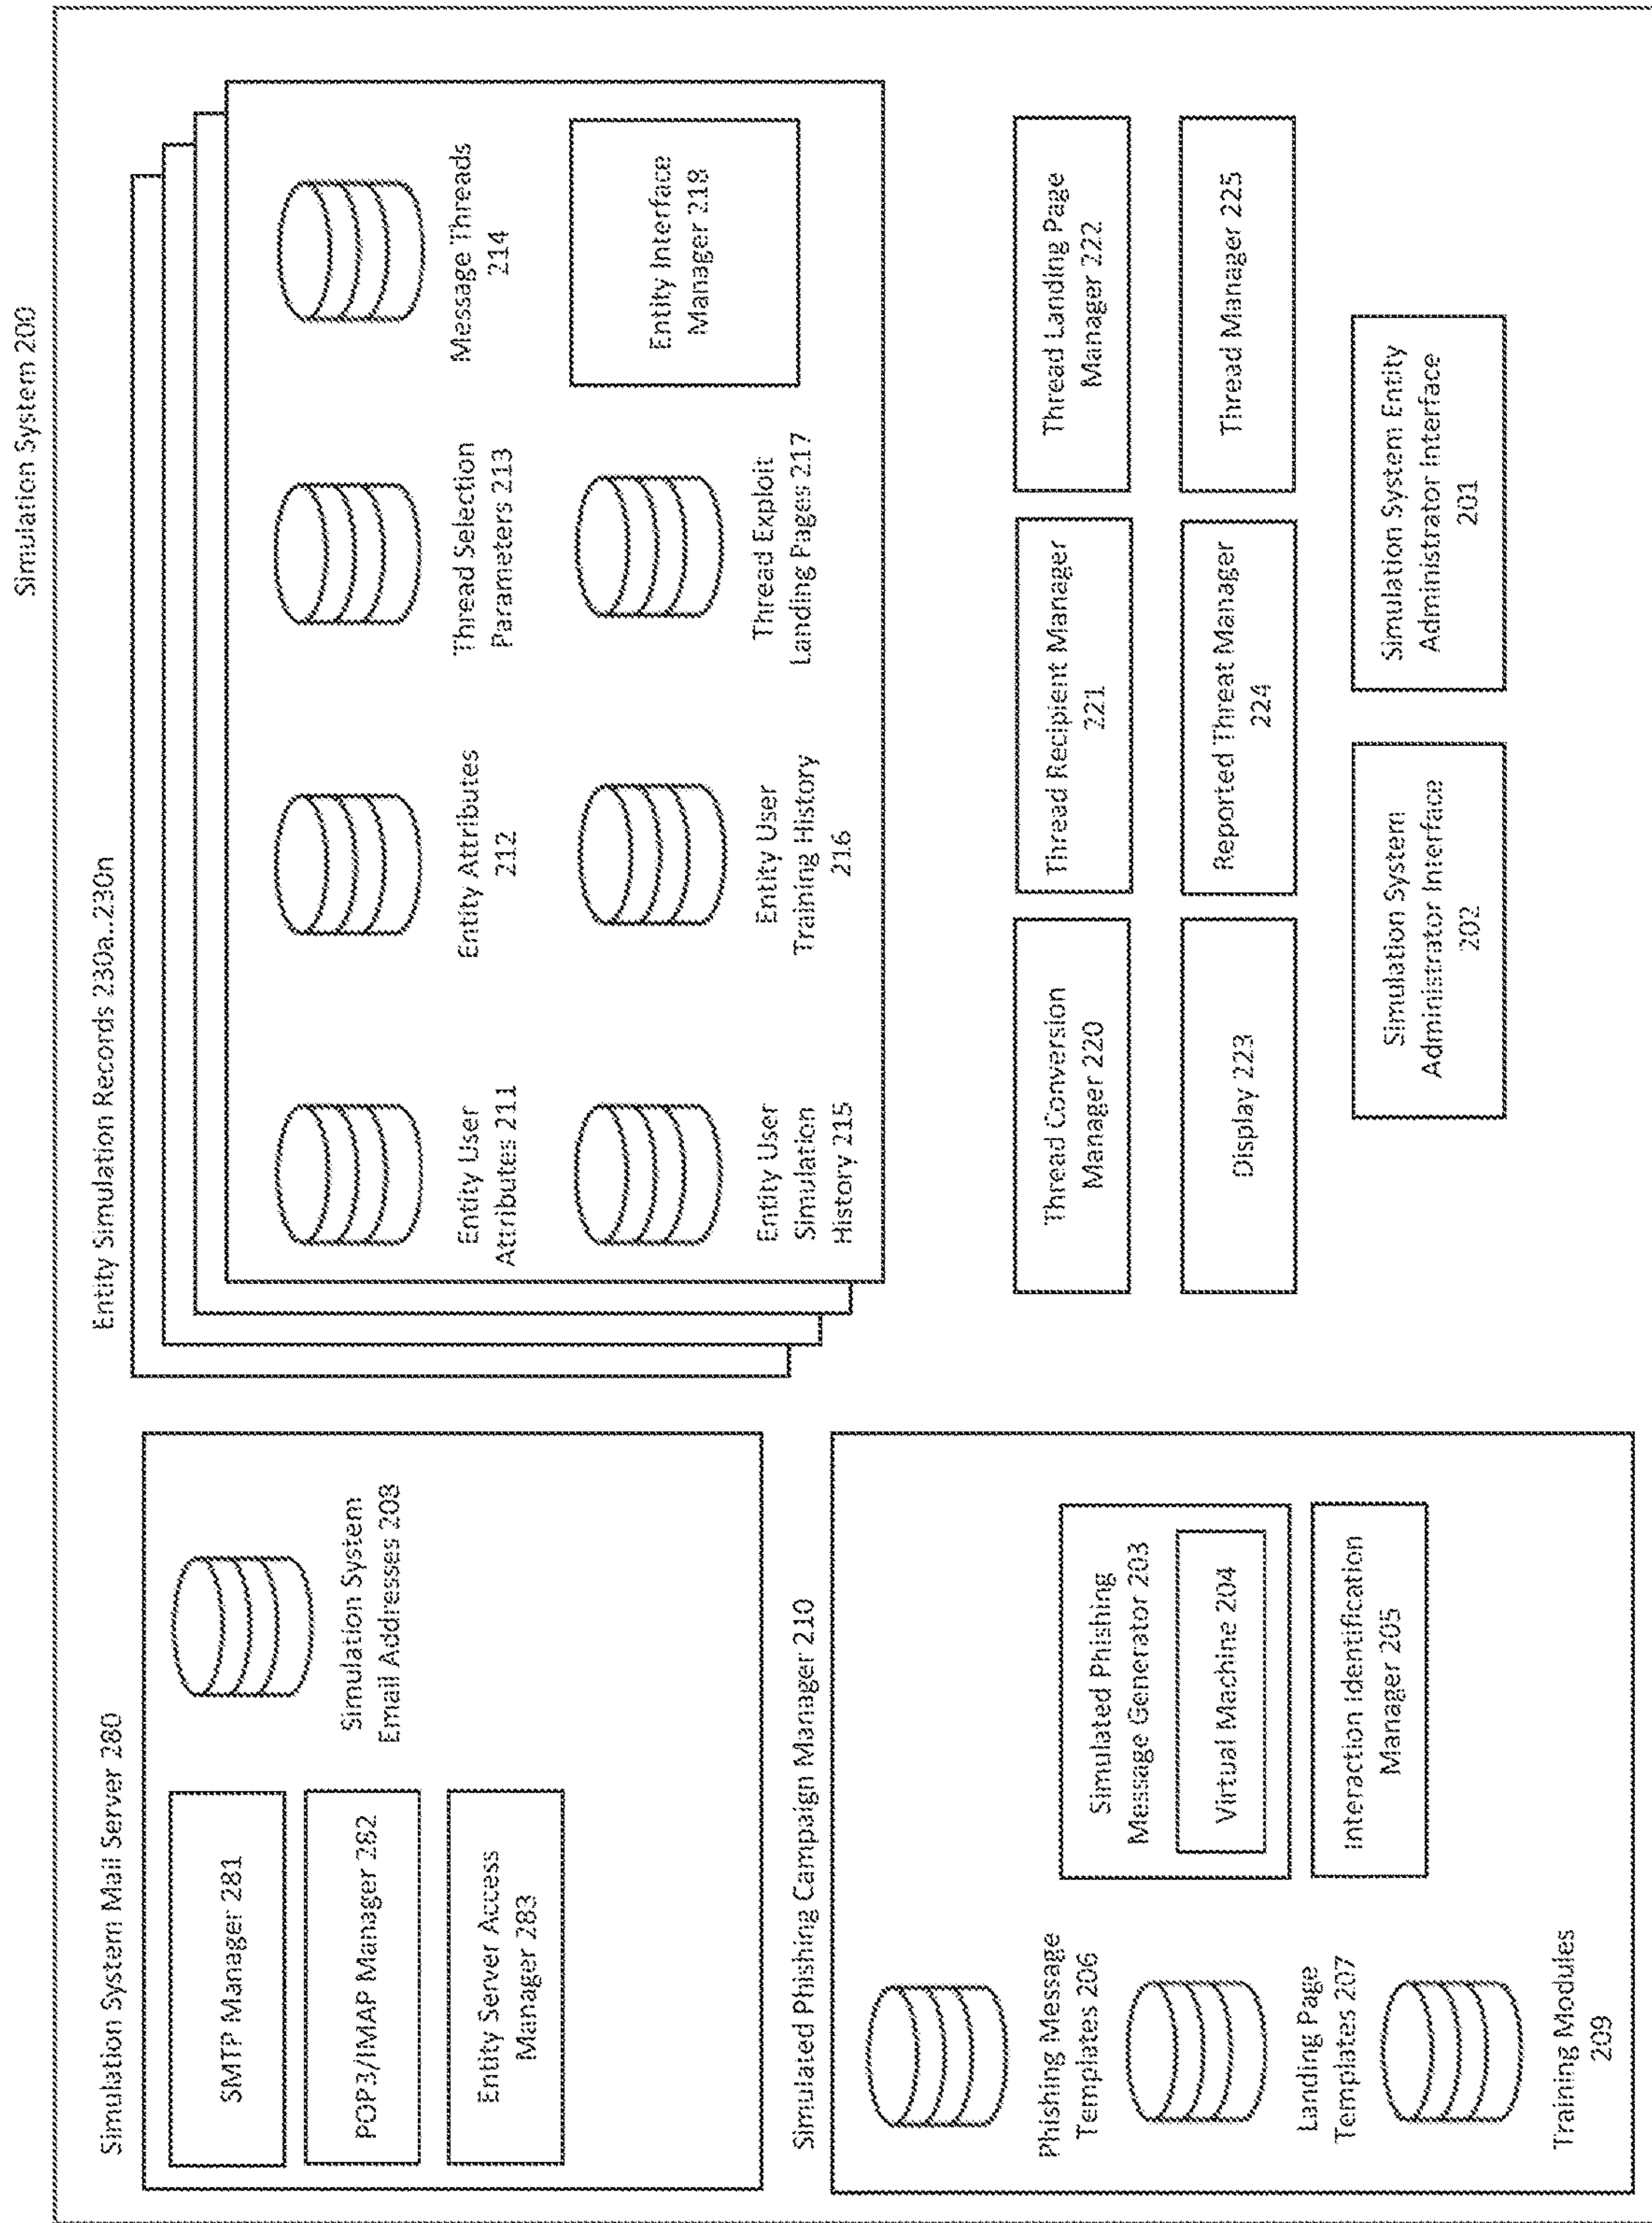 Simulation System 200
Simulation System Mail Server 280
SMTP Manager 281
POP3/IMAP Manager 282
Entity Server Access
Manager 283
Simulation System
Email Addresses 208
Simulated Phishing Campaign Manager 210
Phishing Message
Templates 206
Landing Page
Templates 207
Training Modules
209
Simulated Phishing
Message Generator 203
Virtual Machine 204
Interaction Identification
Manager 205
Entity Simulation Records 230a..230n
Entity User
Attributes 211
Entity Attributes
212
Thread Selection
Parameters 213
Message Threads
214
Entity User
Simulation
History 215
Entity User
Training History
216
Thread Exploit
Landing Pages 217
Entity Interface
Manager 218
Thread Conversion
Manager 220
Thread Recipient Manager
221
Thread Landing Page
Manager 222
Display 223
Reported Threat Manager
224
Thread Manager 225
Simulation System
Administrator Interface
202
Simulation System Entity
Administrator Interface
201